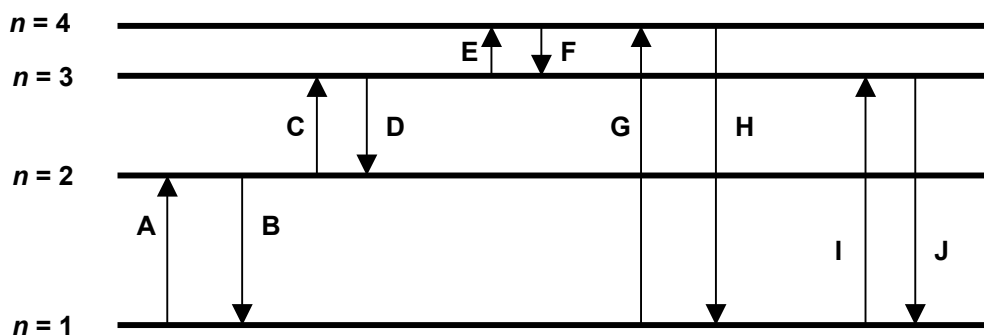 n = 4
E F
n = 3
C D G H
n = 2
A B I J
n = 1